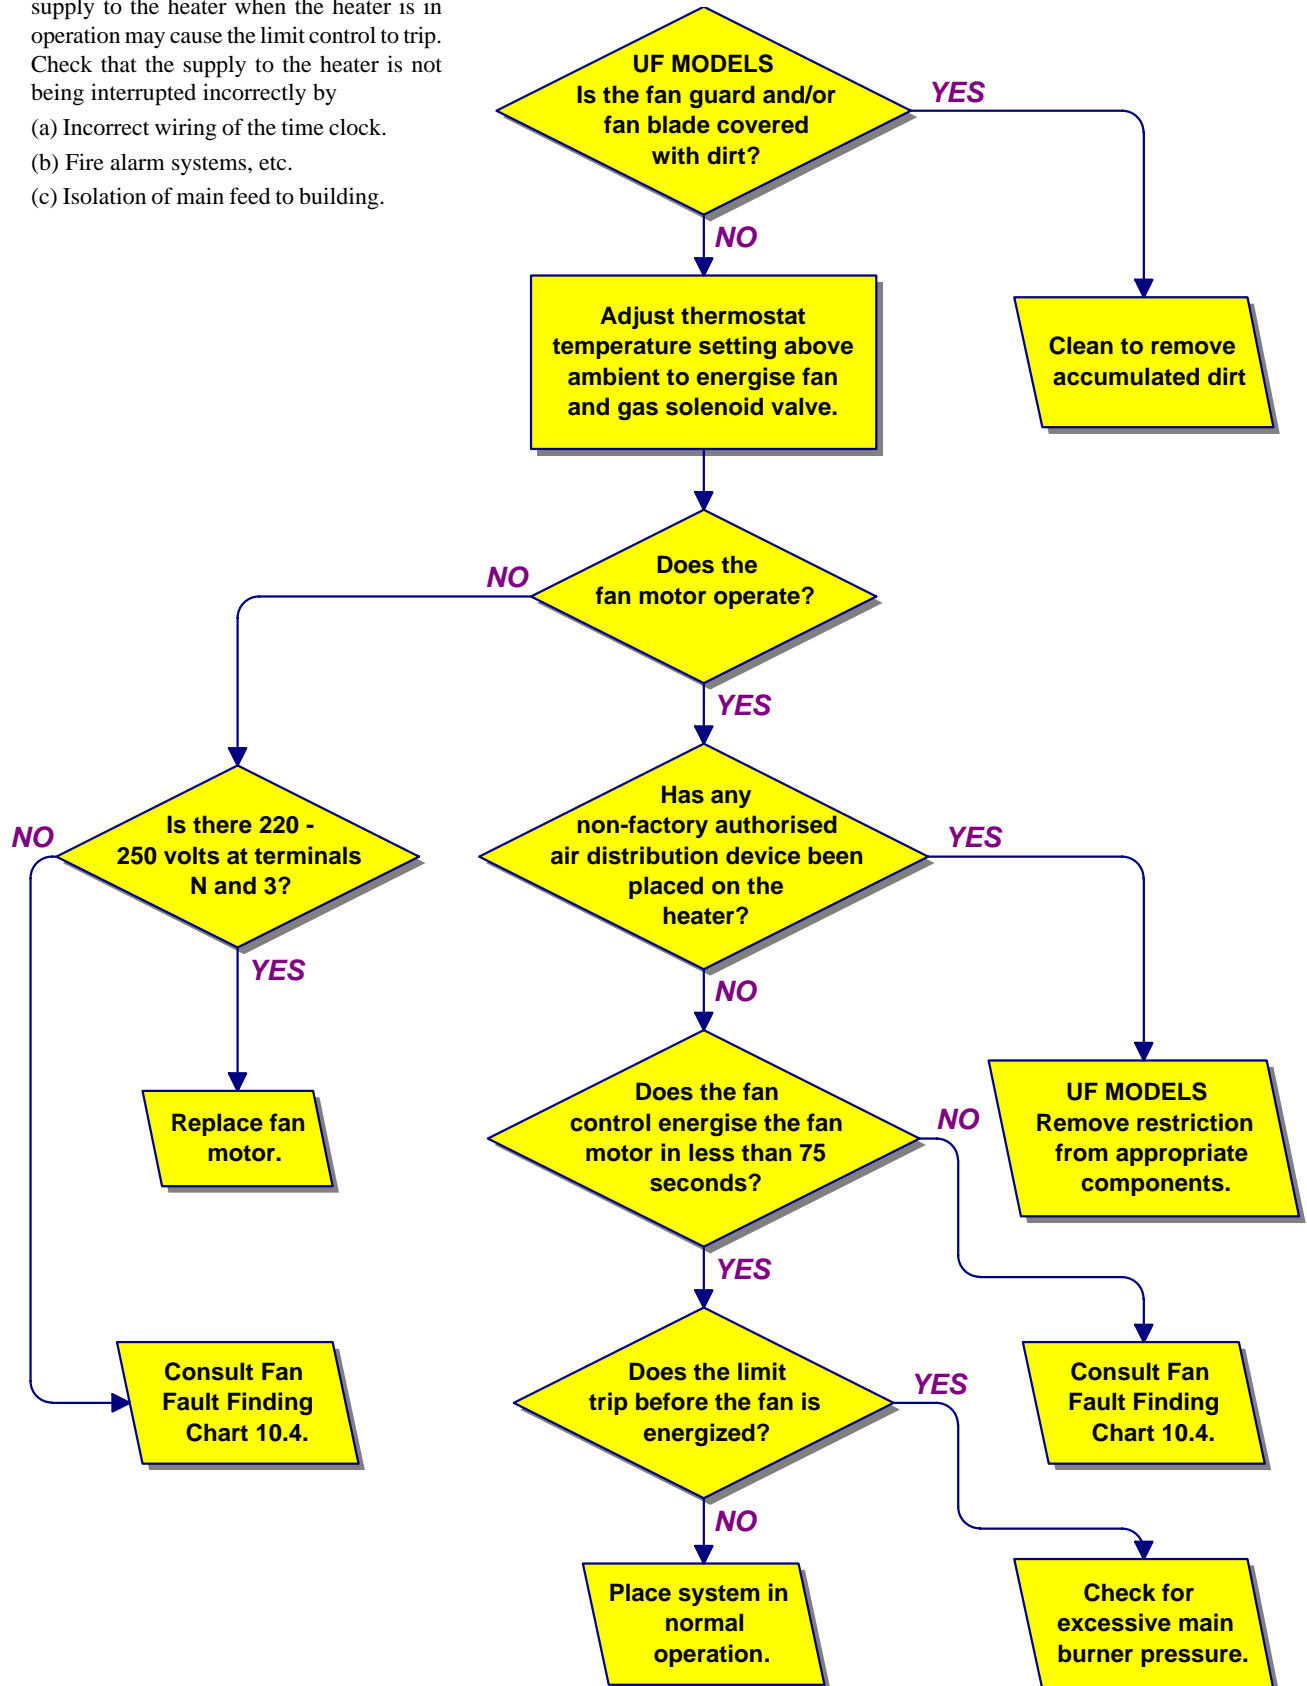 supply to the heater when the heater is in
operation may cause the limit control to trip.
Check that the supply to the heater is not
being interrupted incorrectly by
(a) Incorrect wiring of the time clock.
(b) Fire alarm systems, etc.
(c) Isolation of main feed to building.
UF MODELS
Is the fan guard and/or
fan blade covered
with dirt?
YES
NO
Adjust thermostat
temperature setting above
ambient to energise fan
and gas solenoid valve.
Clean to remove
accumulated dirt
Does the
fan motor operate?
NO
YES
Is there 220 -
250 volts at terminals
N and 3?
NO
YES
Has any
non-factory authorised
air distribution device been
placed on the
heater?
YES
NO
Replace fan
motor.
Does the fan
control energise the fan
motor in less than 75
seconds?
NO
YES
UF MODELS
Remove restriction
from appropriate
components.
Consult Fan
Fault Finding
Chart 10.4.
Does the limit
trip before the fan is
energized?
YES
NO
Consult Fan
Fault Finding
Chart 10.4.
Place system in
normal
operation.
Check for
excessive main
burner pressure.